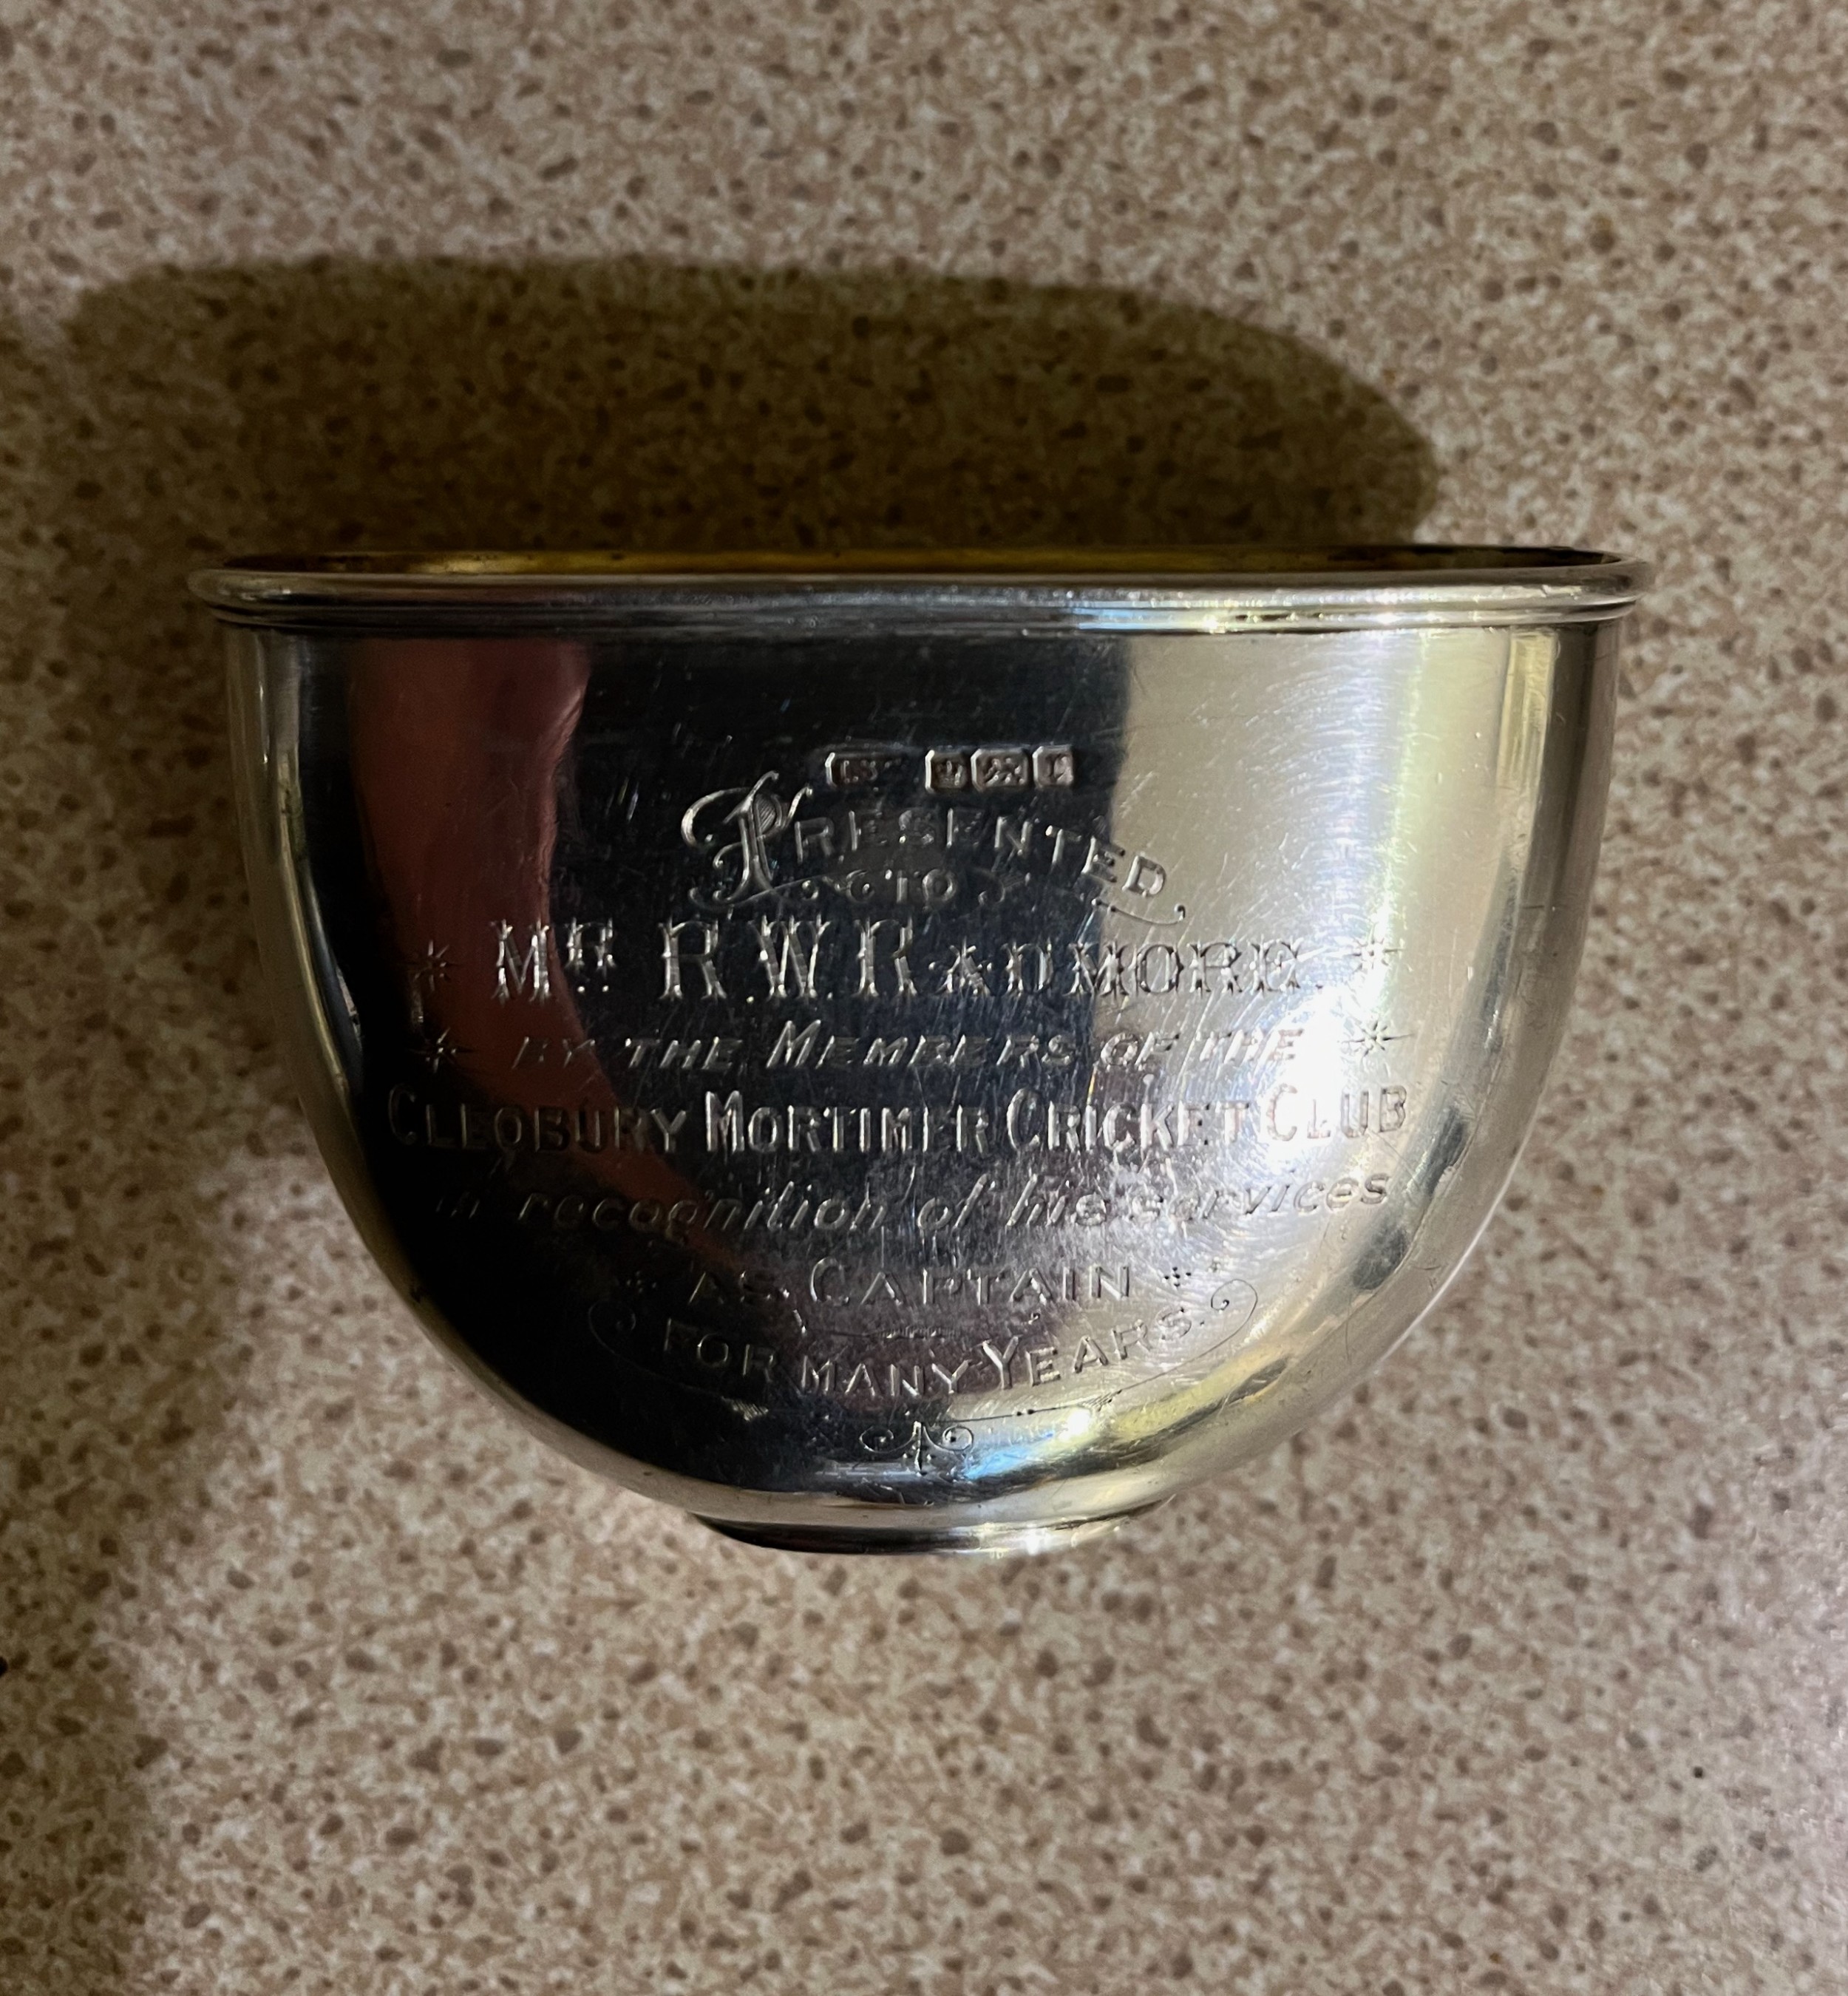 PRESENTED
TO
MR R. W. RADMORE.
BY THE MEMBERS OF THE
CLEOBURY MORTIMER CRICKET CLUB
in recognition of his services
AS CAPTAIN
FOR MANY YEARS.